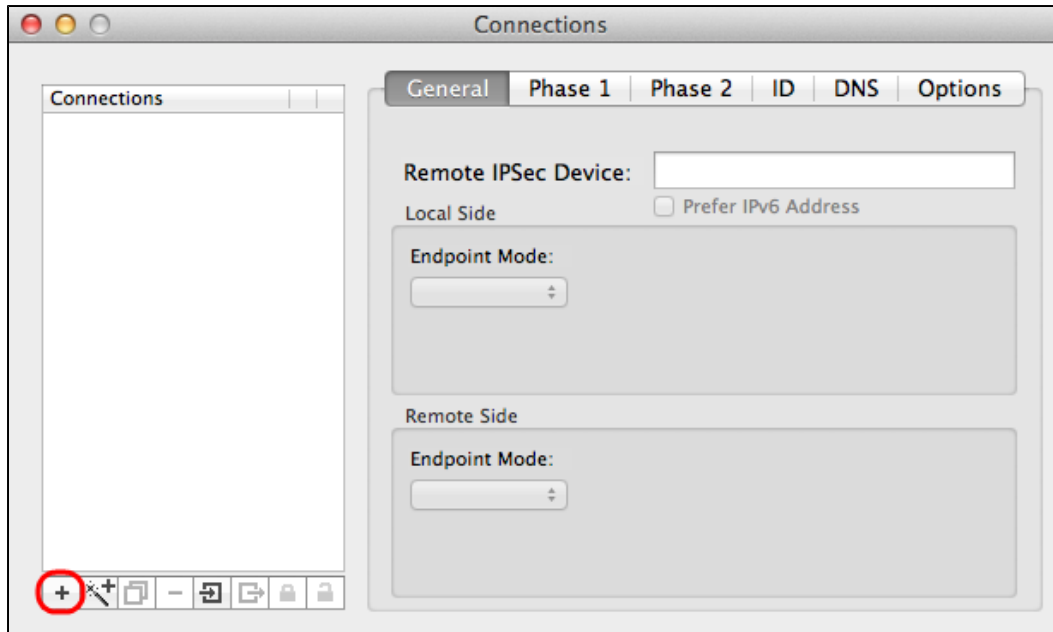 Connections
Connections
General Phase 1 Phase 2 ID DNS Options
Remote IPSec Device:
Prefer IPv6 Address
Local Side
Endpoint Mode:
Remote Side
Endpoint Mode: